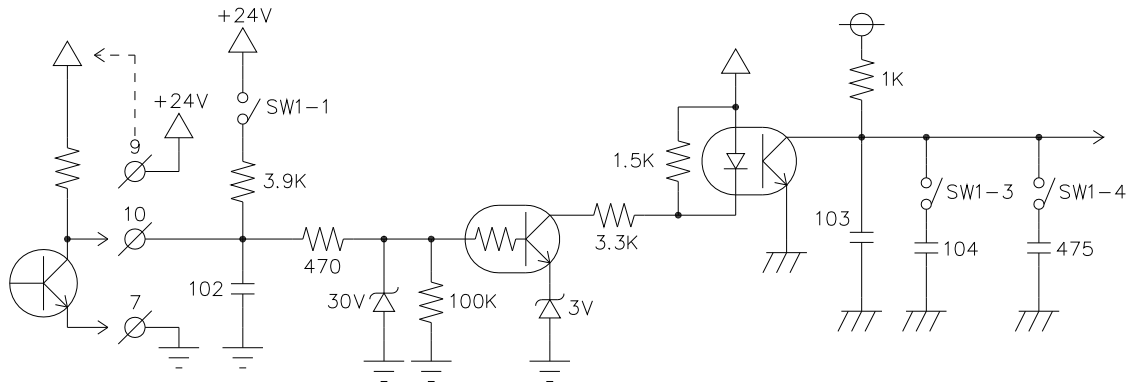 +24V
SW1-1
1K
+24V
9
3.9K
1.5K
SW1-3
SW1-4
10
103
470
3.3K
104
475
102
30V
100K
3V
7